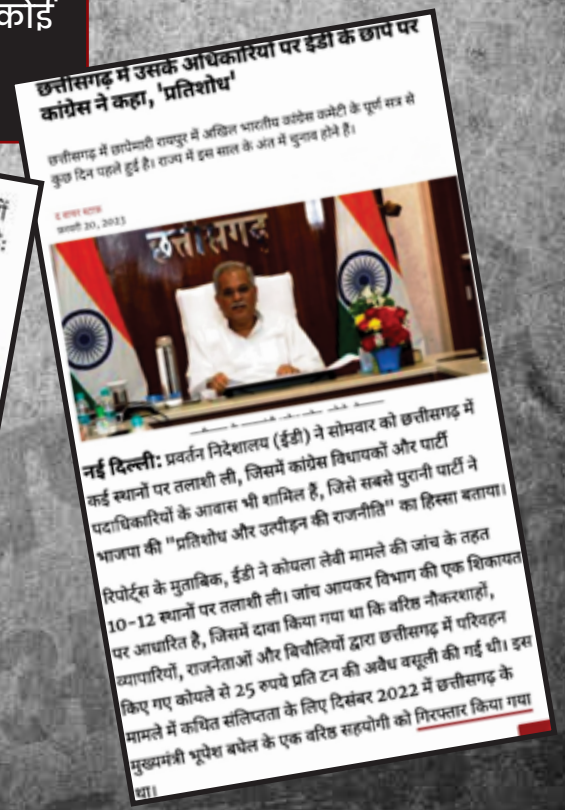 कोई
छत्तीसगढ़ में उसके अधिकारियों पर ईडी के छापे पर
कांग्रेस ने कहा, 'प्रतिशोध'
छत्तीसगढ़ में छापेमारी रायपुर में अखिल भारतीय कांग्रेस कमेटी के पूर्ण सत्र से
कुछ दिन पहले हुई है। राज्य में इस साल के अंत में चुनाव होने हैं।
द वायर स्टाफ
फ़रवरी 20, 2023
छत्तीसगढ़
नई दिल्ली: प्रवर्तन निदेशालय (ईडी) ने सोमवार को छत्तीसगढ़ में
कई स्थानों पर तलाशी ली, जिसमें कांग्रेस विधायकों और पार्टी
पदाधिकारियों के आवास भी शामिल हैं, जिसे सबसे पुरानी पार्टी ने
भाजपा की "प्रतिशोध और उत्पीड़न की राजनीति" का हिस्सा बताया।
रिपोर्ट्स के मुताबिक, ईडी ने कोयला लेवी मामले की जांच के तहत
10-12 स्थानों पर तलाशी ली। जांच आयकर विभाग की एक शिकायत
पर आधारित है, जिसमें दावा किया गया था कि वरिष्ठ नौकरशाहों,
व्यापारियों, राजनेताओं और बिचौलियों द्वारा छत्तीसगढ़ में परिवहन
किए गए कोयले से 25 रुपये प्रति टन की अवैध वसूली की गई थी। इस
मामले में कथित संलिप्तता के लिए दिसंबर 2022 में छत्तीसगढ़ के
मुख्यमंत्री भूपेश बघेल के एक वरिष्ठ सहयोगी को गिरफ्तार किया गया
था।